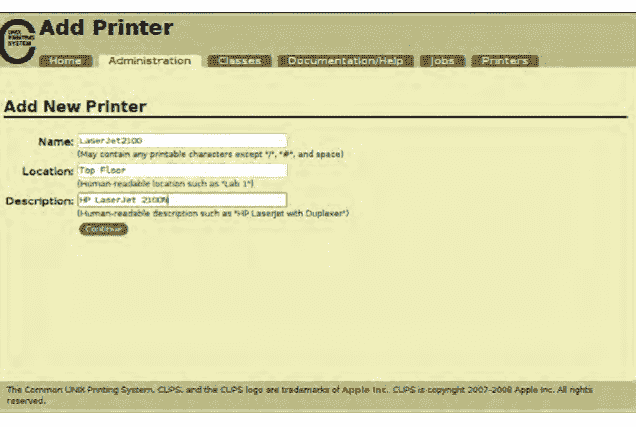 UNIX
PRINTING
SYSTEM
Add Printer
Home Administration Classes Documentation/Help Jobs Printers
Add New Printer
Name: LaserJet2100
(May contain any printable characters except "/", "#", and space)
Location: Top Floor
(Human-readable location such as "Lab 1")
Description: HP LaserJet 2100N
(Human-readable description such as "HP LaserJet with Duplexer")
Continue
The Common UNIX Printing System, CUPS, and the CUPS logo are trademarks of Apple Inc. CUPS is copyright 2007-2008 Apple Inc. All rights
reserved.